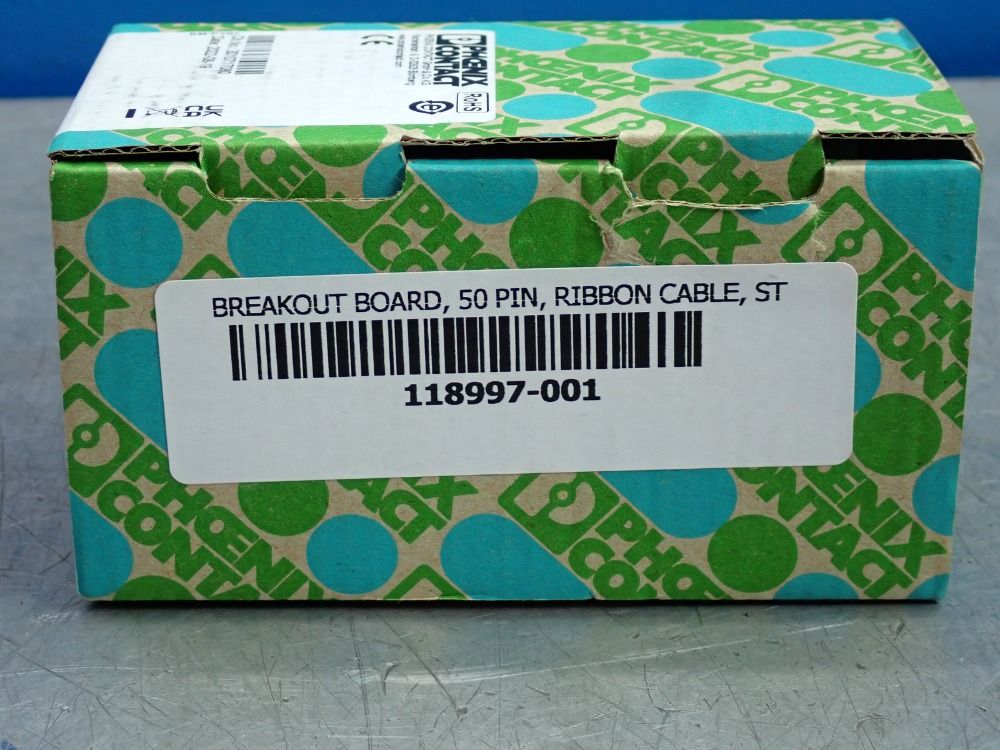 PHOENIX
CONTACT
RoHS
CE
UK
CA
BREAKOUT BOARD, 50 PIN, RIBBON CABLE, ST
118997-001
PHOENIX
CONTACT
PHOENIX
CONTACT
PHOENIX
CONTACT